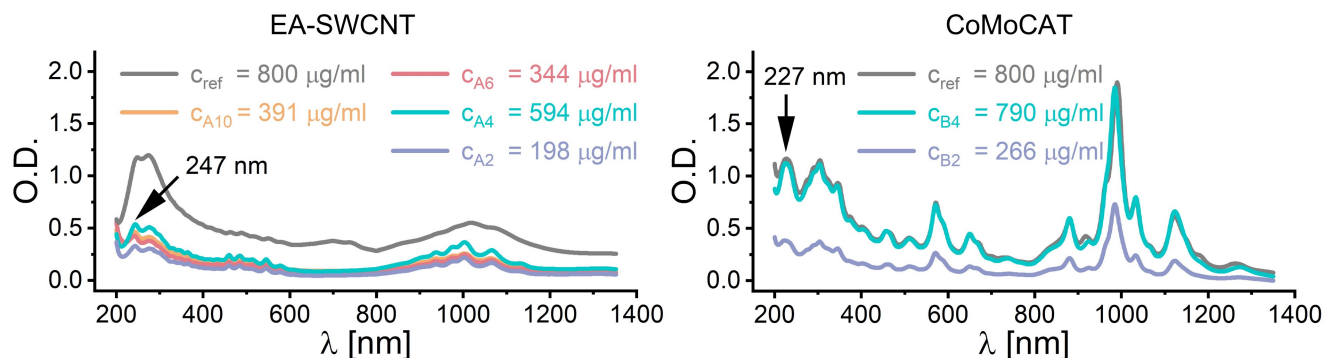 EA-SWCNT
c_ref = 800 μg/ml
c_A6 = 344 μg/ml
c_A10 = 391 μg/ml
c_A4 = 594 μg/ml
c_A2 = 198 μg/ml
247 nm
O.D.
2.0
1.5
1.0
0.5
0.0
200 400 600 800 1000 1200 1400
λ [nm]
CoMoCAT
c_ref = 800 μg/ml
c_B4 = 790 μg/ml
c_B2 = 266 μg/ml
227 nm
O.D.
2.0
1.5
1.0
0.5
0.0
200 400 600 800 1000 1200 1400
λ [nm]